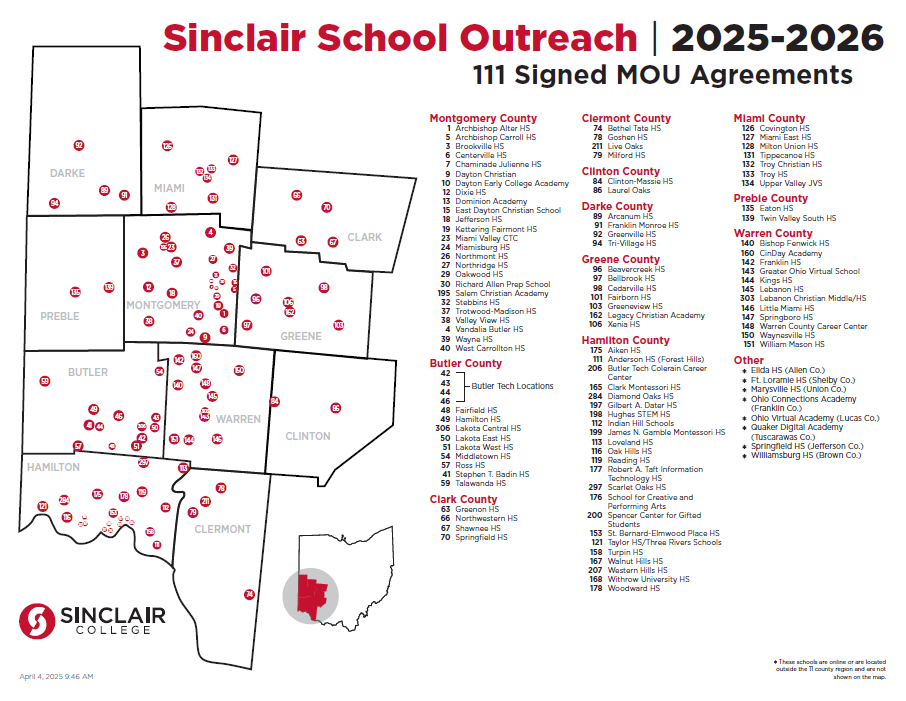 Sinclair School Outreach | 2025-2026
111 Signed MOU Agreements
DARKE
MIAMI
CLARK
PREBLE
MONTGOMERY
GREENE
BUTLER
WARREN
CLINTON
HAMILTON
CLERMONT
Montgomery County
1 Archbishop Alter HS
5 Archbishop Carroll HS
3 Brookville HS
6 Centerville HS
7 Chaminade Julienne HS
9 Dayton Christian
10 Dayton Early College Academy
12 Dixie HS
13 Dominion Academy
15 East Dayton Christian School
18 Jefferson HS
19 Kettering Fairmont HS
23 Miami Valley CTC
24 Miamisburg HS
26 Northmont HS
27 Northridge HS
29 Oakwood HS
30 Richard Allen Prep School
195 Salem Christian Academy
32 Stebbins HS
37 Trotwood-Madison HS
38 Valley View HS
4 Vandalia Butler HS
39 Wayne HS
40 West Carrollton HS
Butler County
42
43
44
46
Butler Tech Locations
48 Fairfield HS
49 Hamilton HS
306 Lakota Central HS
50 Lakota East HS
51 Lakota West HS
54 Middletown HS
57 Ross HS
41 Stephen T. Badin HS
59 Talawanda HS
Clark County
63 Greenon HS
66 Northwestern HS
67 Shawnee HS
70 Springfield HS
Clermont County
74 Bethel Tate HS
78 Goshen HS
211 Live Oaks
79 Milford HS
Clinton County
84 Clinton-Massie HS
86 Laurel Oaks
Darke County
89 Arcanum HS
91 Franklin Monroe HS
92 Greenville HS
94 Tri-Village HS
Greene County
96 Beavercreek HS
97 Bellbrook HS
98 Cedarville HS
101 Fairborn HS
103 Greeneview HS
162 Legacy Christian Academy
106 Xenia HS
Hamilton County
175 Aiken HS
111 Anderson HS (Forest Hills)
206 Butler Tech Colerain Career
Center
165 Clark Montessori HS
284 Diamond Oaks HS
197 Gilbert A. Dater HS
198 Hughes STEM HS
112 Indian Hill Schools
199 James N. Gamble Montessori HS
113 Loveland HS
116 Oak Hills HS
119 Reading HS
177 Robert A. Taft Information
Technology HS
297 Scarlet Oaks HS
176 School for Creative and
Performing Arts
200 Spencer Center for Gifted
Students
153 St. Bernard-Elmwood Place HS
121 Taylor HS/Three Rivers Schools
158 Turpin HS
167 Walnut Hills HS
207 Western Hills HS
168 Withrow University HS
178 Woodward HS
Miami County
126 Covington HS
127 Miami East HS
128 Milton Union HS
131 Tippecanoe HS
132 Troy Christian HS
133 Troy HS
134 Upper Valley JVS
Preble County
135 Eaton HS
139 Twin Valley South HS
Warren County
140 Bishop Fenwick HS
160 CinDay Academy
142 Franklin HS
143 Greater Ohio Virtual School
144 Kings HS
145 Lebanon HS
303 Lebanon Christian Middle/HS
146 Little Miami HS
147 Springboro HS
148 Warren County Career Center
150 Waynesville HS
151 William Mason HS
Other
* Elida HS (Allen Co.)
* Ft. Loramie HS (Shelby Co.)
* Marysville HS (Union Co.)
* Ohio Connections Academy
(Franklin Co.)
* Ohio Virtual Academy (Lucas Co.)
* Quaker Digital Academy
(Tuscarawas Co.)
* Springfield HS (Jefferson Co.)
* Williamsburg HS (Brown Co.)
SINCLAIR
COLLEGE
April 4, 2025 9:46 AM
* These schools are online or are located
outside the 11 county region and are not
shown on the map.